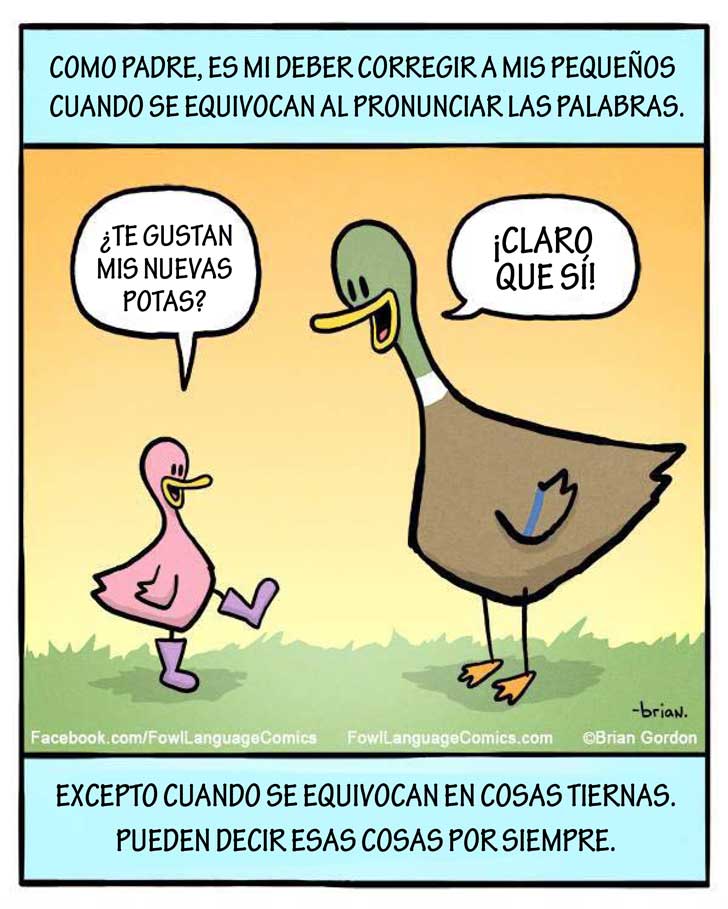 COMO PADRE, ES MI DEBER CORREGIR A MIS PEQUEÑOS
CUANDO SE EQUIVOCAN AL PRONUNCIAR LAS PALABRAS.
¿TE GUSTAN
MIS NUEVAS
POTAS?
¡CLARO
QUE SÍ!
-brian.
Facebook.com/FowlLanguageComics FowlLanguageComics.com ©Brian Gordon
EXCEPTO CUANDO SE EQUIVOCAN EN COSAS TIERNAS.
PUEDEN DECIR ESAS COSAS POR SIEMPRE.